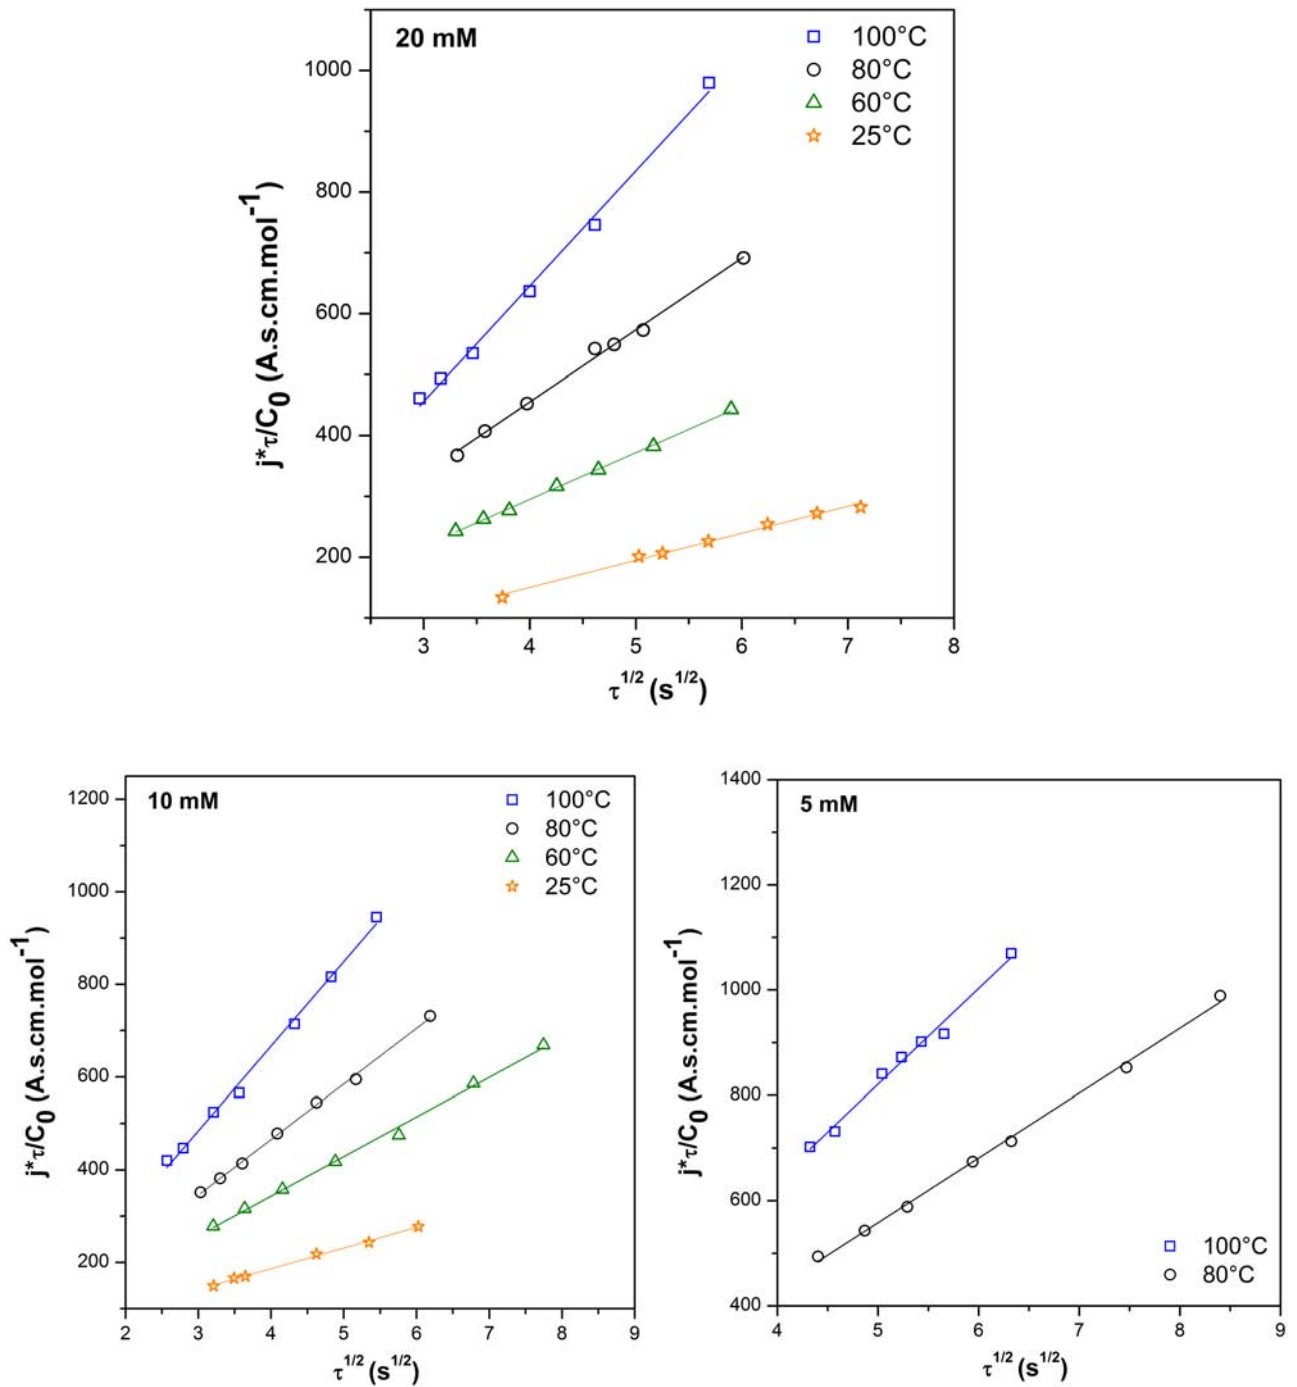 20 mM
100°C
80°C
60°C
25°C
1000
800
600
400
200
j*τ/C0 (A.s.cm.mol-1)
3 4 5 6 7 8
τ1/2 (s1/2)
10 mM
100°C
80°C
60°C
25°C
1200
1000
800
600
400
200
j*τ/C0 (A.s.cm.mol-1)
2 3 4 5 6 7 8 9
τ1/2 (s1/2)
5 mM
1400
1200
1000
800
600
400
j*τ/C0 (A.s.cm.mol-1)
100°C
80°C
4 5 6 7 8 9
τ1/2 (s1/2)